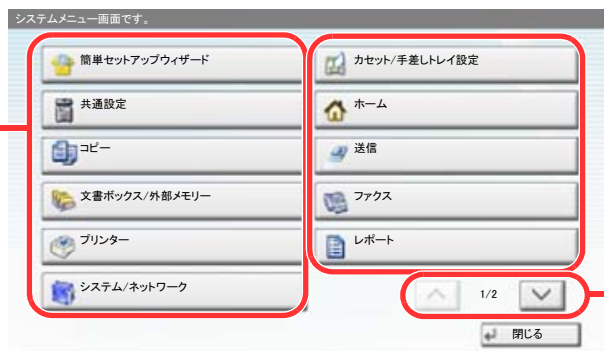 システムメニュー画面です。
簡単セットアップウィザード
カセット/手差しトレイ設定
共通設定
ホーム
コピー
送信
文書ボックス/外部メモリー
ファクス
プリンター
レポート
システム/ネットワーク
1/2
閉じる